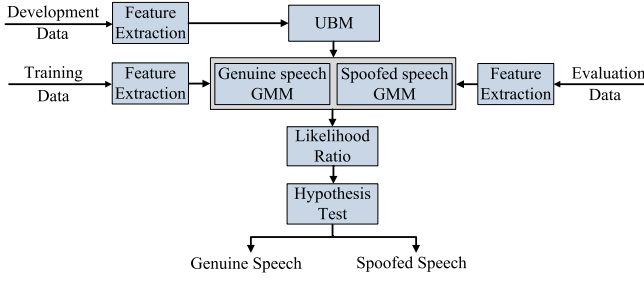 Development
Data
Feature
Extraction
UBM
Training
Data
Feature
Extraction
Genuine speech
GMM
Spoofed speech
GMM
Feature
Extraction
Evaluation
Data
Likelihood
Ratio
Hypothesis
Test
Genuine Speech
Spoofed Speech